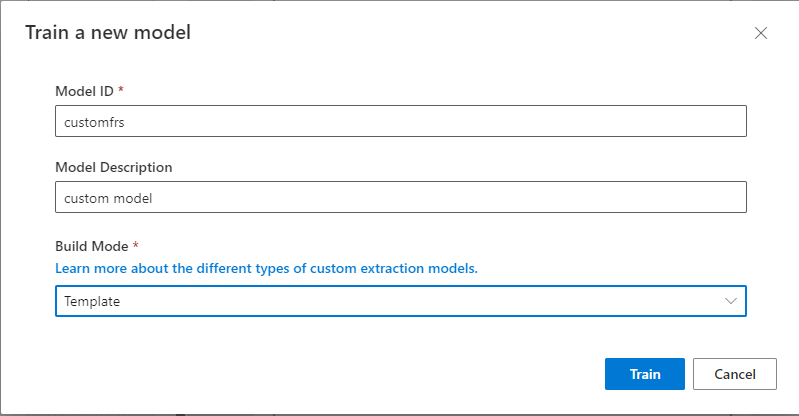 Train a new model
Model ID *
customfrs
Model Description
custom model
Build Mode *
Learn more about the different types of custom extraction models.
Template
Train Cancel